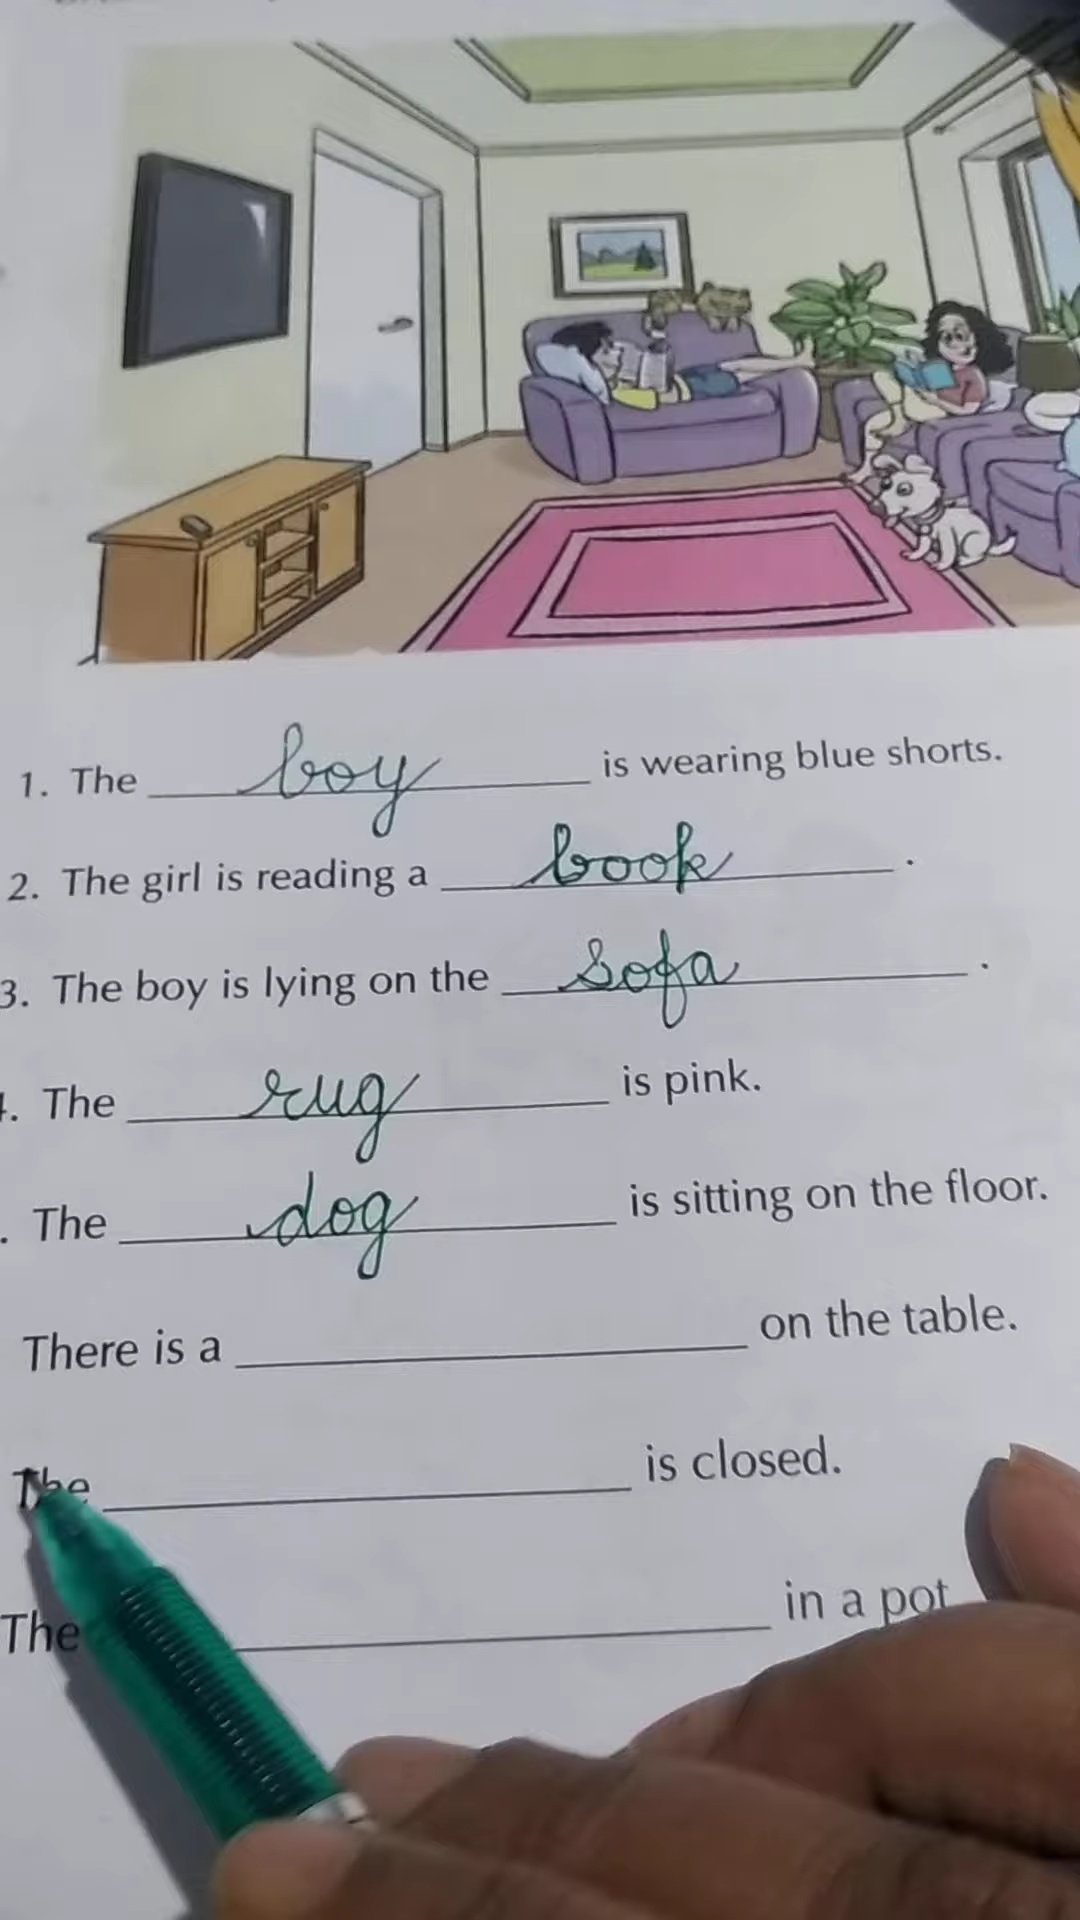 1. The boy is wearing blue shorts.
2. The girl is reading a book.
3. The boy is lying on the sofa.
. The rug is pink.
. The dog is sitting on the floor.
There is a on the table.
The is closed.
The in a pot